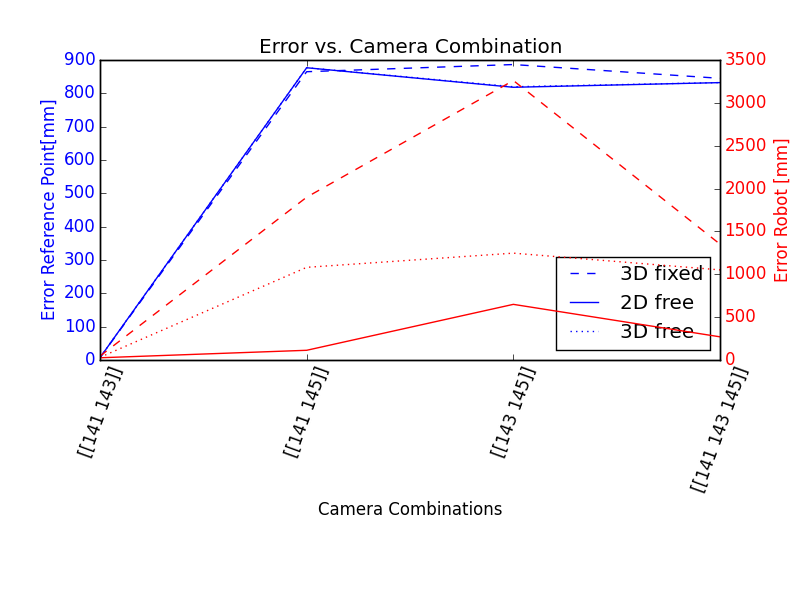 Error vs. Camera Combination
900
800
700
600
500
400
300
200
100
0
Error Reference Point[mm]
3500
3000
2500
2000
1500
1000
500
0
Error Robot [mm]
3D fixed
2D free
3D free
[[141 143]]
[[141 145]]
[[143 145]]
[[141 143 145]]
Camera Combinations